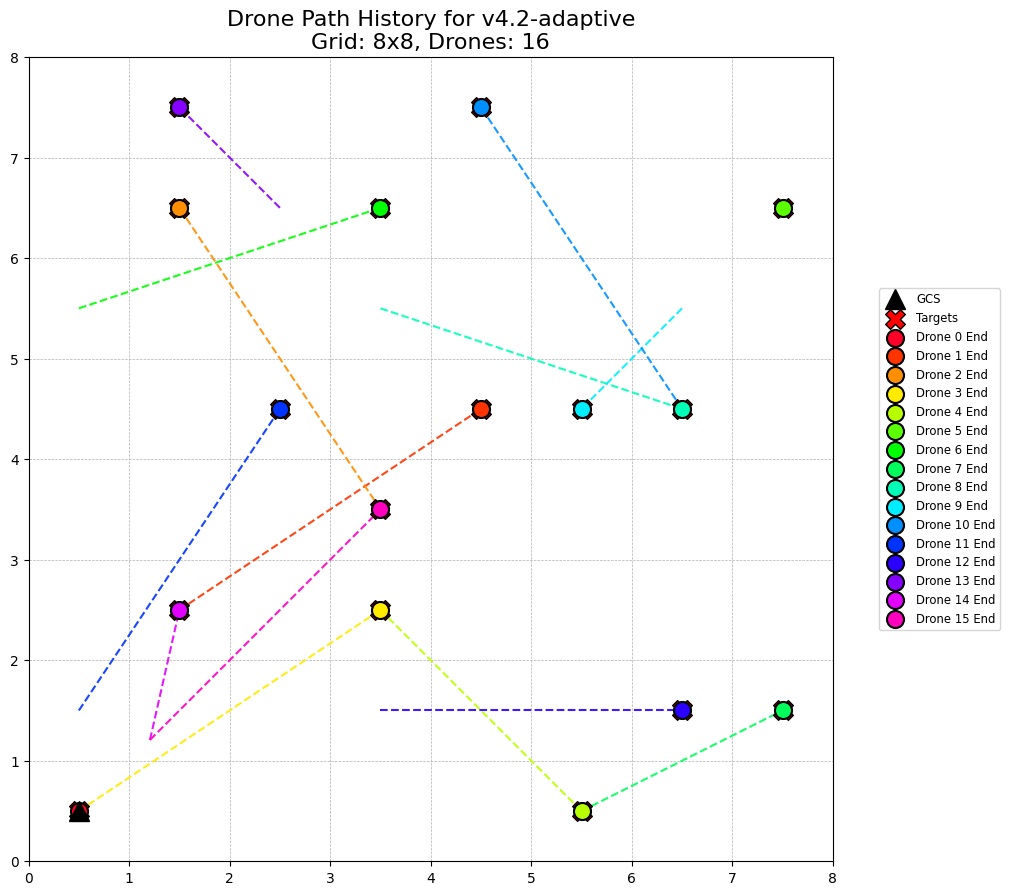 Drone Path History for v4.2-adaptive
Grid: 8x8, Drones: 16
8
7
6
5
4
3
2
1
0
0 1 2 3 4 5 6 7 8
GCS
Targets
Drone 0 End
Drone 1 End
Drone 2 End
Drone 3 End
Drone 4 End
Drone 5 End
Drone 6 End
Drone 7 End
Drone 8 End
Drone 9 End
Drone 10 End
Drone 11 End
Drone 12 End
Drone 13 End
Drone 14 End
Drone 15 End